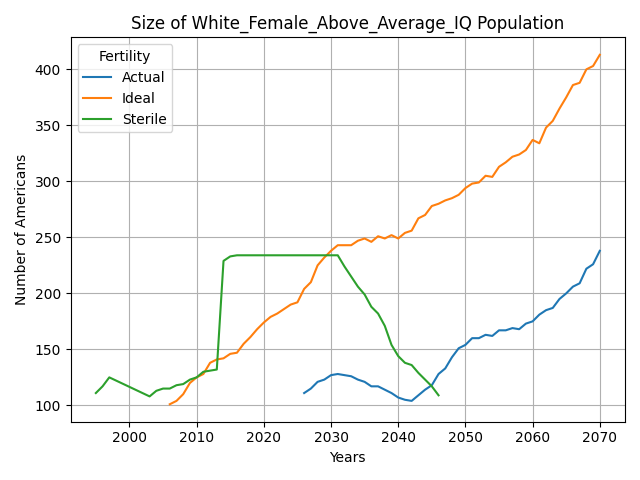 Size of White_Female_Above_Average_IQ Population
Fertility
Actual
Ideal
Sterile
Number of Americans
400
350
300
250
200
150
100
2000 2010 2020 2030 2040 2050 2060 2070
Years